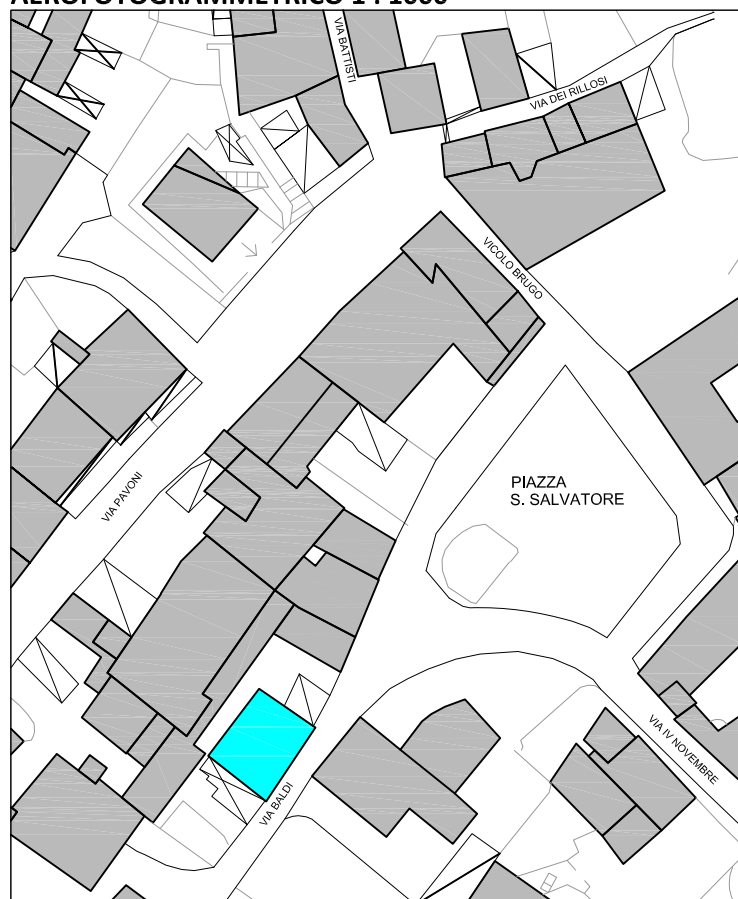 AEROFOTOGRAMMETRICO 1 : 1000
VIA BATTISTI
VIA DEI RILLOSI
VICOLO BRUGO
PIAZZA
S. SALVATORE
VIA PAVONI
VIA IV NOVEMBRE
VIA BALDI